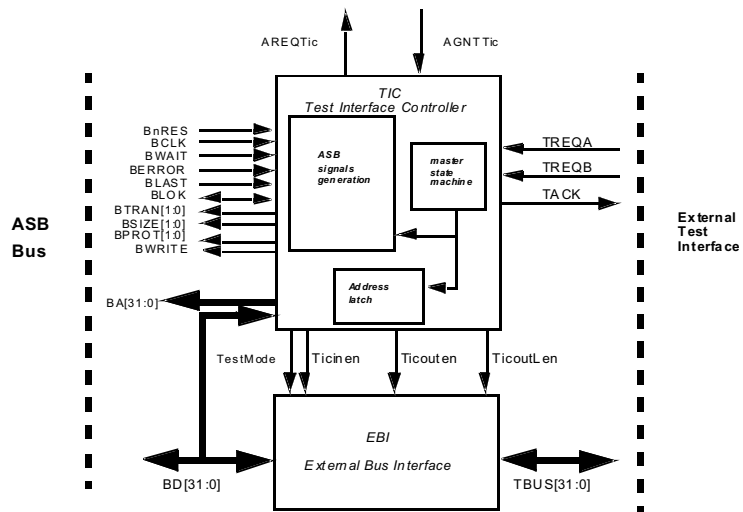 AREQTic
AGNTTic
TIC
Test Interface Controller
BnRES
BCLK
BWAIT
BERROR
BLAST
BLOK
BTRAN[1:0]
BSIZE[1:0]
BPROT[1:0]
BWRITE
ASB
signals
generation
master
state
machine
TREQA
TREQB
TACK
ASB
Bus
External
Test
Interface
Address
latch
BA[31:0]
TestMode
Ticinen
Ticouten
TicoutLen
EBI
External Bus Interface
BD[31:0]
TBUS[31:0]